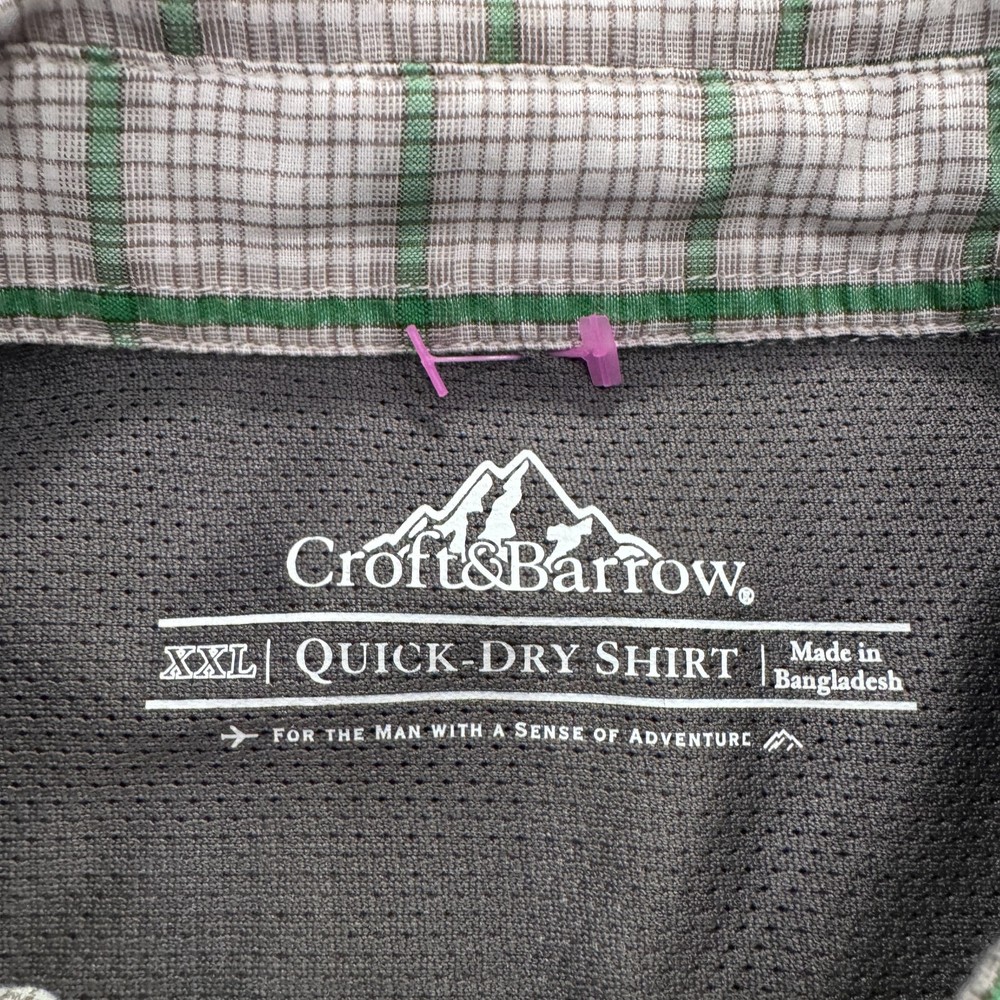 Croft&Barrow®
XXL | QUICK-DRY SHIRT | Made in
Bangladesh
FOR THE MAN WITH A SENSE OF ADVENTURE